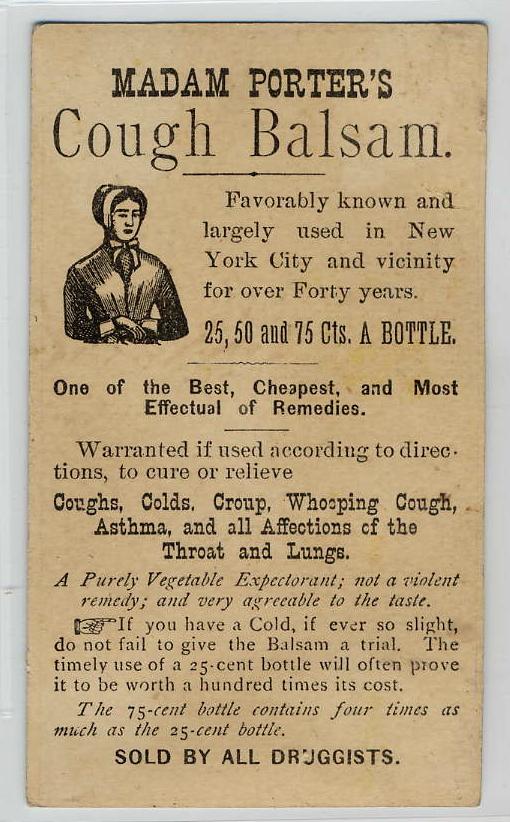 MADAM PORTER'S
Cough Balsam.
Favorably known and
largely used in New
York City and vicinity
for over Forty years.
25, 50 and 75 Cts. A BOTTLE.
One of the Best, Cheapest, and Most
Effectual of Remedies.
Warranted if used according to direc-
tions, to cure or relieve
Coughs, Colds, Croup, Whooping Cough,
Asthma, and all Affections of the
Throat and Lungs.
A Purely Vegetable Expectorant; not a violent
remedy; and very agreeable to the taste.
☞If you have a Cold, if ever so slight,
do not fail to give the Balsam a trial. The
timely use of a 25-cent bottle will often prove
it to be worth a hundred times its cost.
The 75-cent bottle contains four times as
much as the 25-cent bottle.
SOLD BY ALL DRUGGISTS.